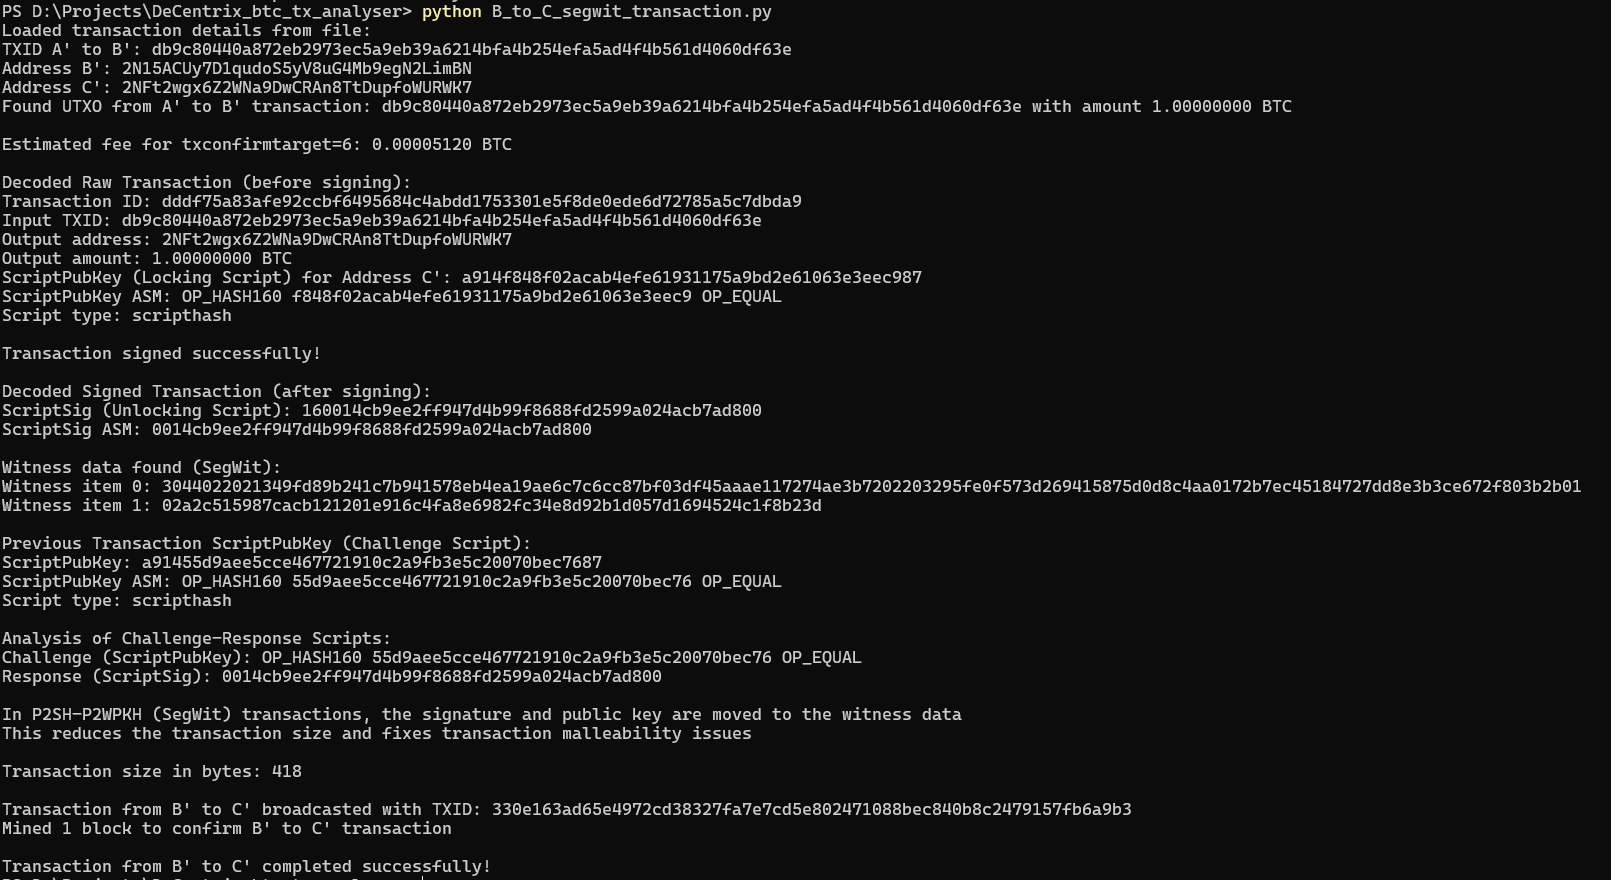 PS D:\Projects\DeCentrix_btc_tx_analyser> python B_to_C_segwit_transaction.py
Loaded transaction details from file:
TXID A' to B': db9c80440a872eb2973ec5a9eb39a6214bfa4b254efa5ad4f4b561d4060df63e
Address B': 2N15ACUy7D1qudoS5yV8uG4Mb9egN2LimBN
Address C': 2NFt2wgx6Z2WNa9DwCRAn8TtDupfoWURWK7
Found UTXO from A' to B' transaction: db9c80440a872eb2973ec5a9eb39a6214bfa4b254efa5ad4f4b561d4060df63e with amount 1.00000000 BTC
Estimated fee for txconfirmtarget=6: 0.00005120 BTC
Decoded Raw Transaction (before signing):
Transaction ID: dddf75a83afe92ccbf6495684c4abdd1753301e5f8de0ede6d72785a5c7dbda9
Input TXID: db9c80440a872eb2973ec5a9eb39a6214bfa4b254efa5ad4f4b561d4060df63e
Output address: 2NFt2wgx6Z2WNa9DwCRAn8TtDupfoWURWK7
Output amount: 1.00000000 BTC
ScriptPubKey (Locking Script) for Address C': a914f848f02acab4efe61931175a9bd2e61063e3eec987
ScriptPubKey ASM: OP_HASH160 f848f02acab4efe61931175a9bd2e61063e3eec9 OP_EQUAL
Script type: scripthash
Transaction signed successfully!
Decoded Signed Transaction (after signing):
ScriptSig (Unlocking Script): 160014cb9ee2ff947d4b99f8688fd2599a024acb7ad800
ScriptSig ASM: 0014cb9ee2ff947d4b99f8688fd2599a024acb7ad800
Witness data found (SegWit):
Witness item 0: 3044022021349fd89b241c7b941578eb4ea19ae6c7c6cc87bf03df45aaae117274ae3b7202203295fe0f573d269415875d0d8c4aa0172b7ec45184727dd8e3b3ce672f803b2b01
Witness item 1: 02a2c515987cacb121201e916c4fa8e6982fc34e8d92b1d057d1694524c1f8b23d
Previous Transaction ScriptPubKey (Challenge Script):
ScriptPubKey: a91455d9aee5cce467721910c2a9fb3e5c20070bec7687
ScriptPubKey ASM: OP_HASH160 55d9aee5cce467721910c2a9fb3e5c20070bec76 OP_EQUAL
Script type: scripthash
Analysis of Challenge-Response Scripts:
Challenge (ScriptPubKey): OP_HASH160 55d9aee5cce467721910c2a9fb3e5c20070bec76 OP_EQUAL
Response (ScriptSig): 0014cb9ee2ff947d4b99f8688fd2599a024acb7ad800
In P2SH-P2WPKH (SegWit) transactions, the signature and public key are moved to the witness data
This reduces the transaction size and fixes transaction malleability issues
Transaction size in bytes: 418
Transaction from B' to C' broadcasted with TXID: 330e163ad65e4972cd38327fa7e7cd5e802471088bec840b8c2479157fb6a9b3
Mined 1 block to confirm B' to C' transaction
Transaction from B' to C' completed successfully!